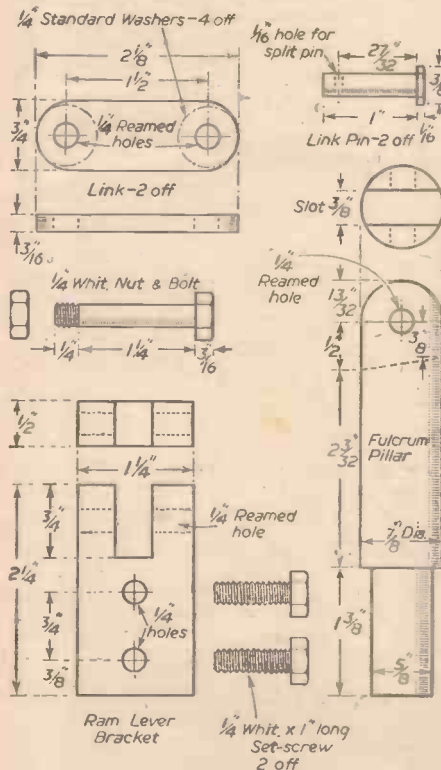 1/4" Standard Washers-4 off
2 1/8"
1 1/2"
3/4"
1/4" Reamed
holes
Link-2 off
3/16"
1/16" hole for
split pin
27/32"
3/8"
1"
1/16"
Link Pin-2 off
Slot 3/8"
1/4"
Reamed
hole
13/32"
1/2"
3/8"
2 3/32"
Fulcrum
Pillar
7/8" Dia.
1 3/8"
5/8"
1/4" Whit. Nut & Bolt
1/4"
1 1/4"
3/16"
1/2"
1 1/4"
3/4"
2 1/4"
1/4" Reamed
hole
1/4"
holes
3/4"
3/8"
Ram Lever
Bracket
1/4" Whit. x 1" long
Set-screw
2 off